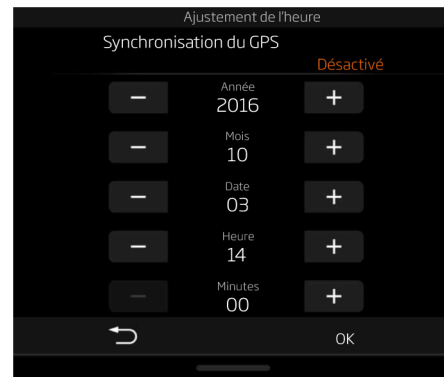 Ajustement de l'heure
Synchronisation du GPS
Désactivé
Année
− 2016 +
Mois
− 10 +
Date
− 03 +
Heure
− 14 +
Minutes
− 00 +
OK